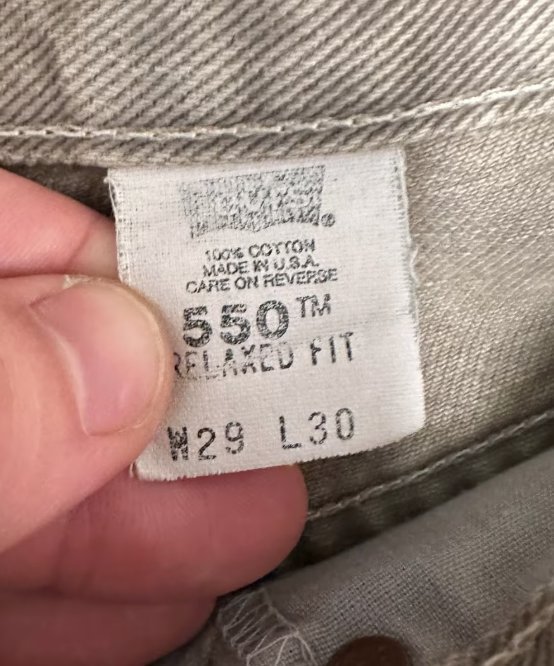 100% COTTON
MADE IN U.S.A.
CARE ON REVERSE
550™
RELAXED FIT
W29 L30